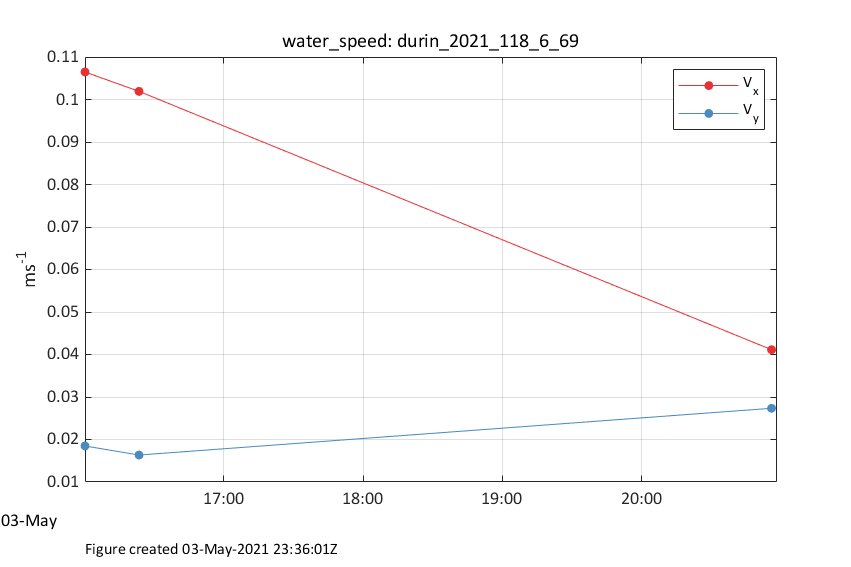 water_speed: durin_2021_118_6_69
0.11
0.1
0.09
0.08
0.07
0.06
0.05
0.04
0.03
0.02
0.01
ms-1
Vx
Vy
17:00 18:00 19:00 20:00
03-May
Figure created 03-May-2021 23:36:01Z